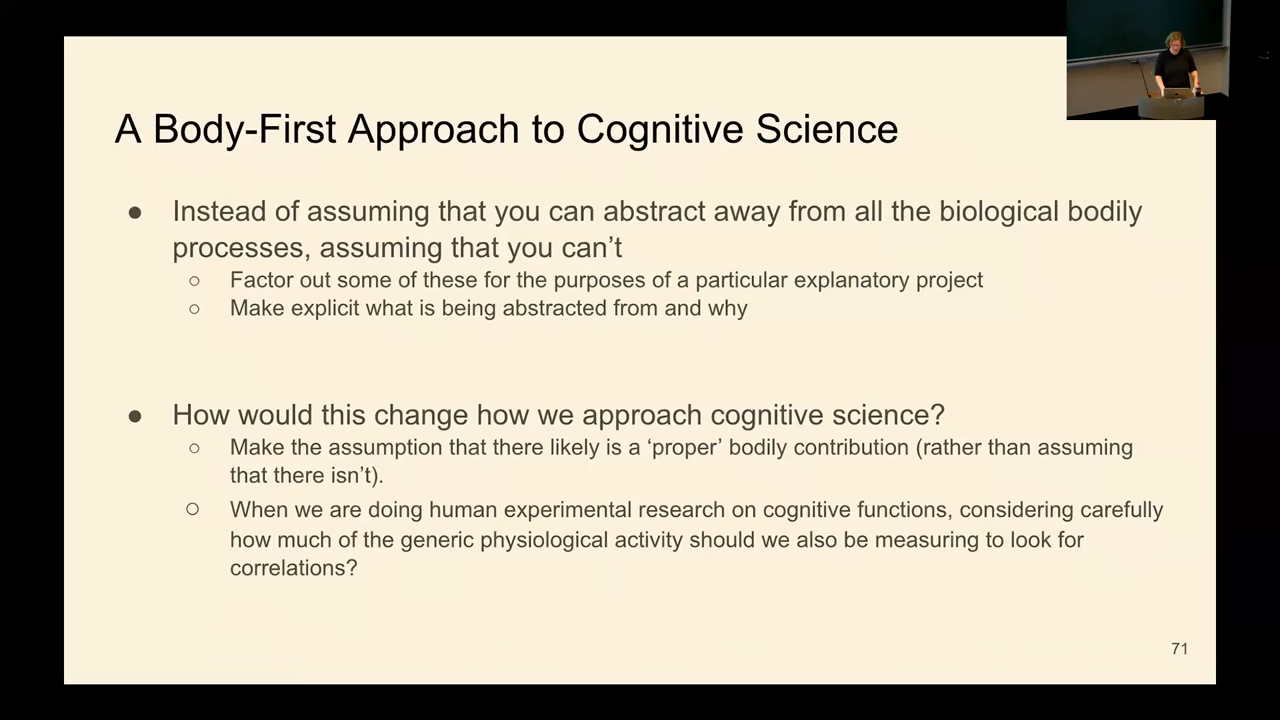 A Body-First Approach to Cognitive Science
● Instead of assuming that you can abstract away from all the biological bodily
processes, assuming that you can’t
○ Factor out some of these for the purposes of a particular explanatory project
○ Make explicit what is being abstracted from and why
● How would this change how we approach cognitive science?
○ Make the assumption that there likely is a ‘proper’ bodily contribution (rather than assuming
that there isn’t).
○ When we are doing human experimental research on cognitive functions, considering carefully
how much of the generic physiological activity should we also be measuring to look for
correlations?
71